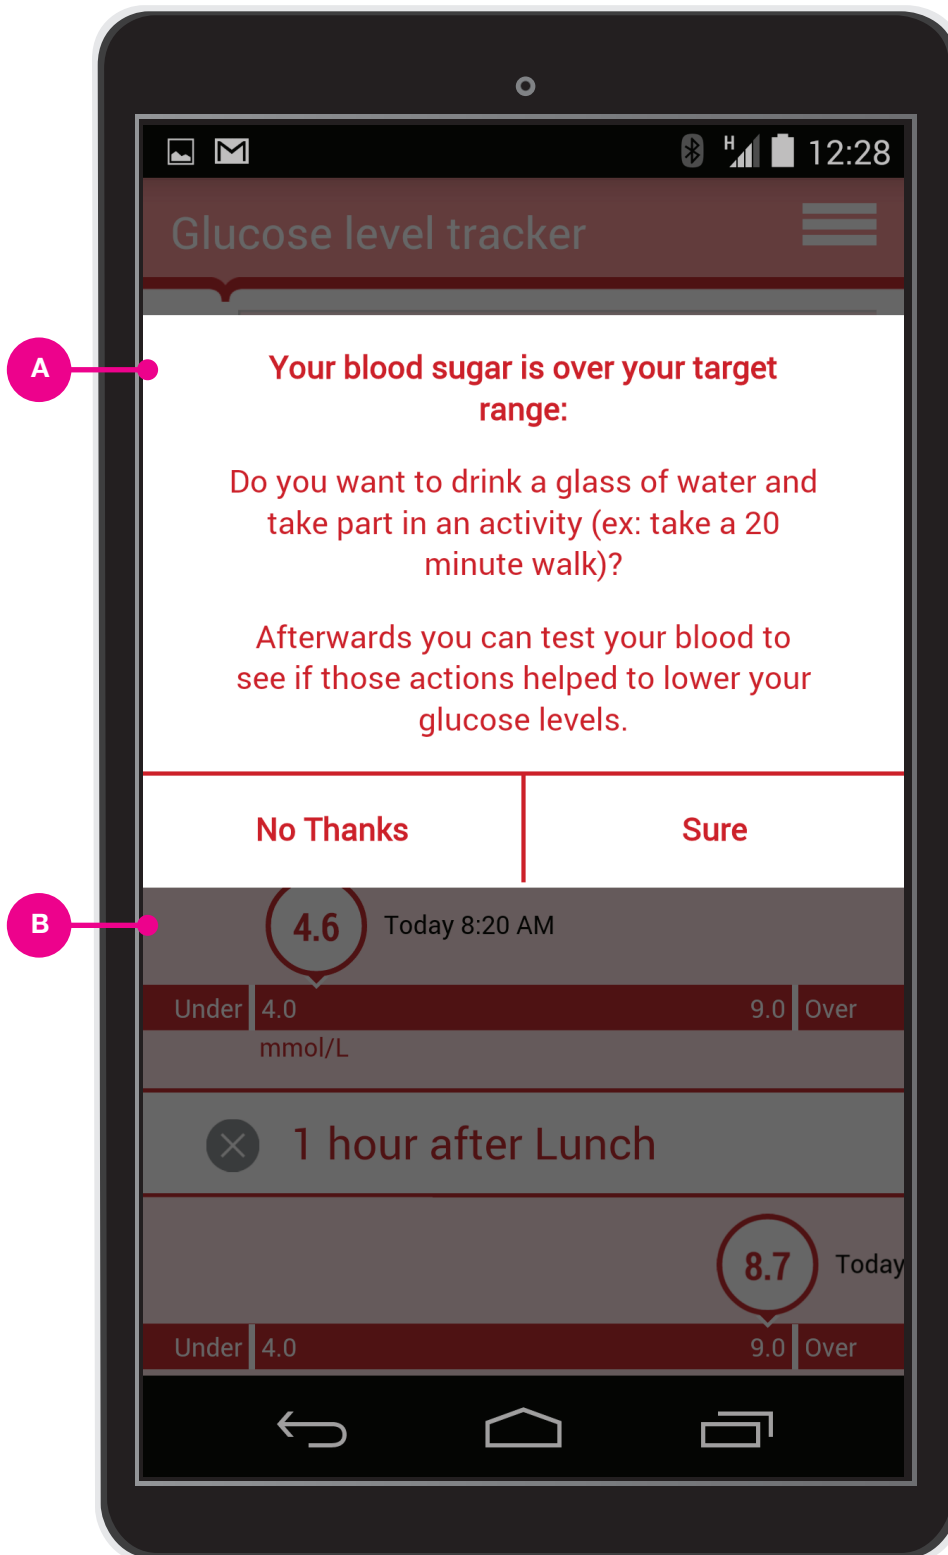 H 12:28
Glucose level tracker
A
Your blood sugar is over your target
range:
Do you want to drink a glass of water and
take part in an activity (ex: take a 20
minute walk)?
Afterwards you can test your blood to
see if those actions helped to lower your
glucose levels.
No Thanks Sure
B
4.6 Today 8:20 AM
Under 4.0 9.0 Over
mmol/L
1 hour after Lunch
8.7 Today
Under 4.0 9.0 Over